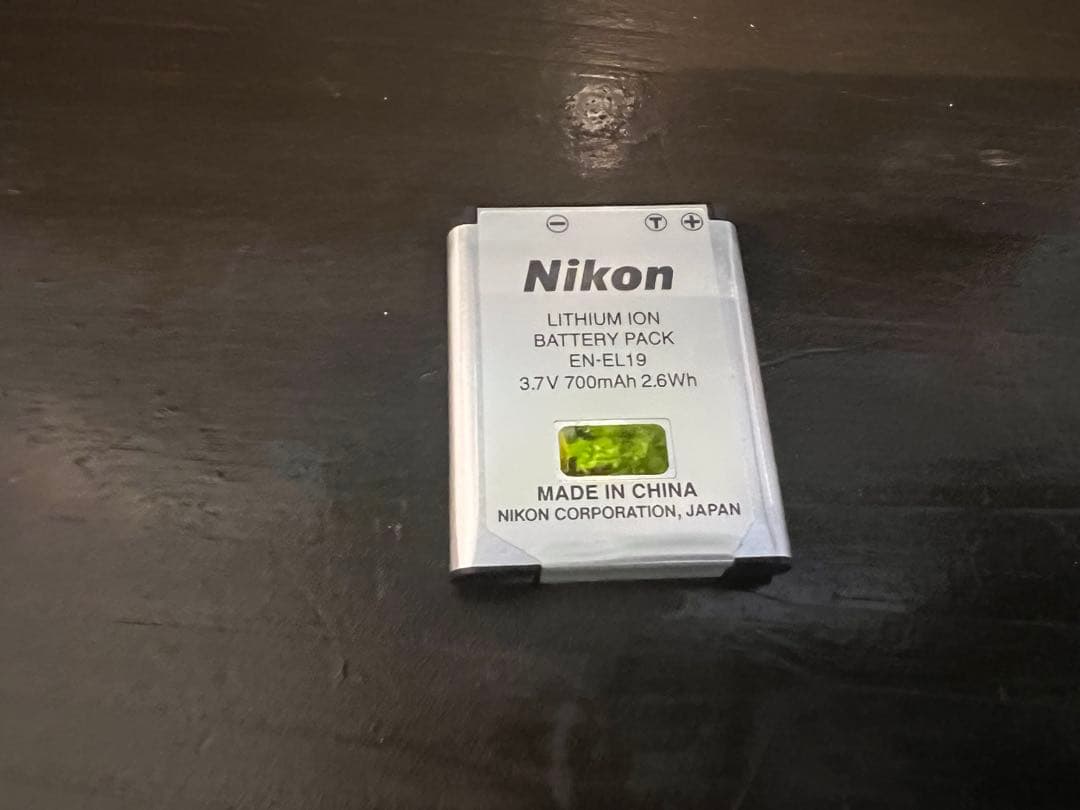 ⊖ Ⓣ ⊕
Nikon
LITHIUM ION
BATTERY PACK
EN-EL19
3.7V 700mAh 2.6Wh
MADE IN CHINA
NIKON CORPORATION, JAPAN